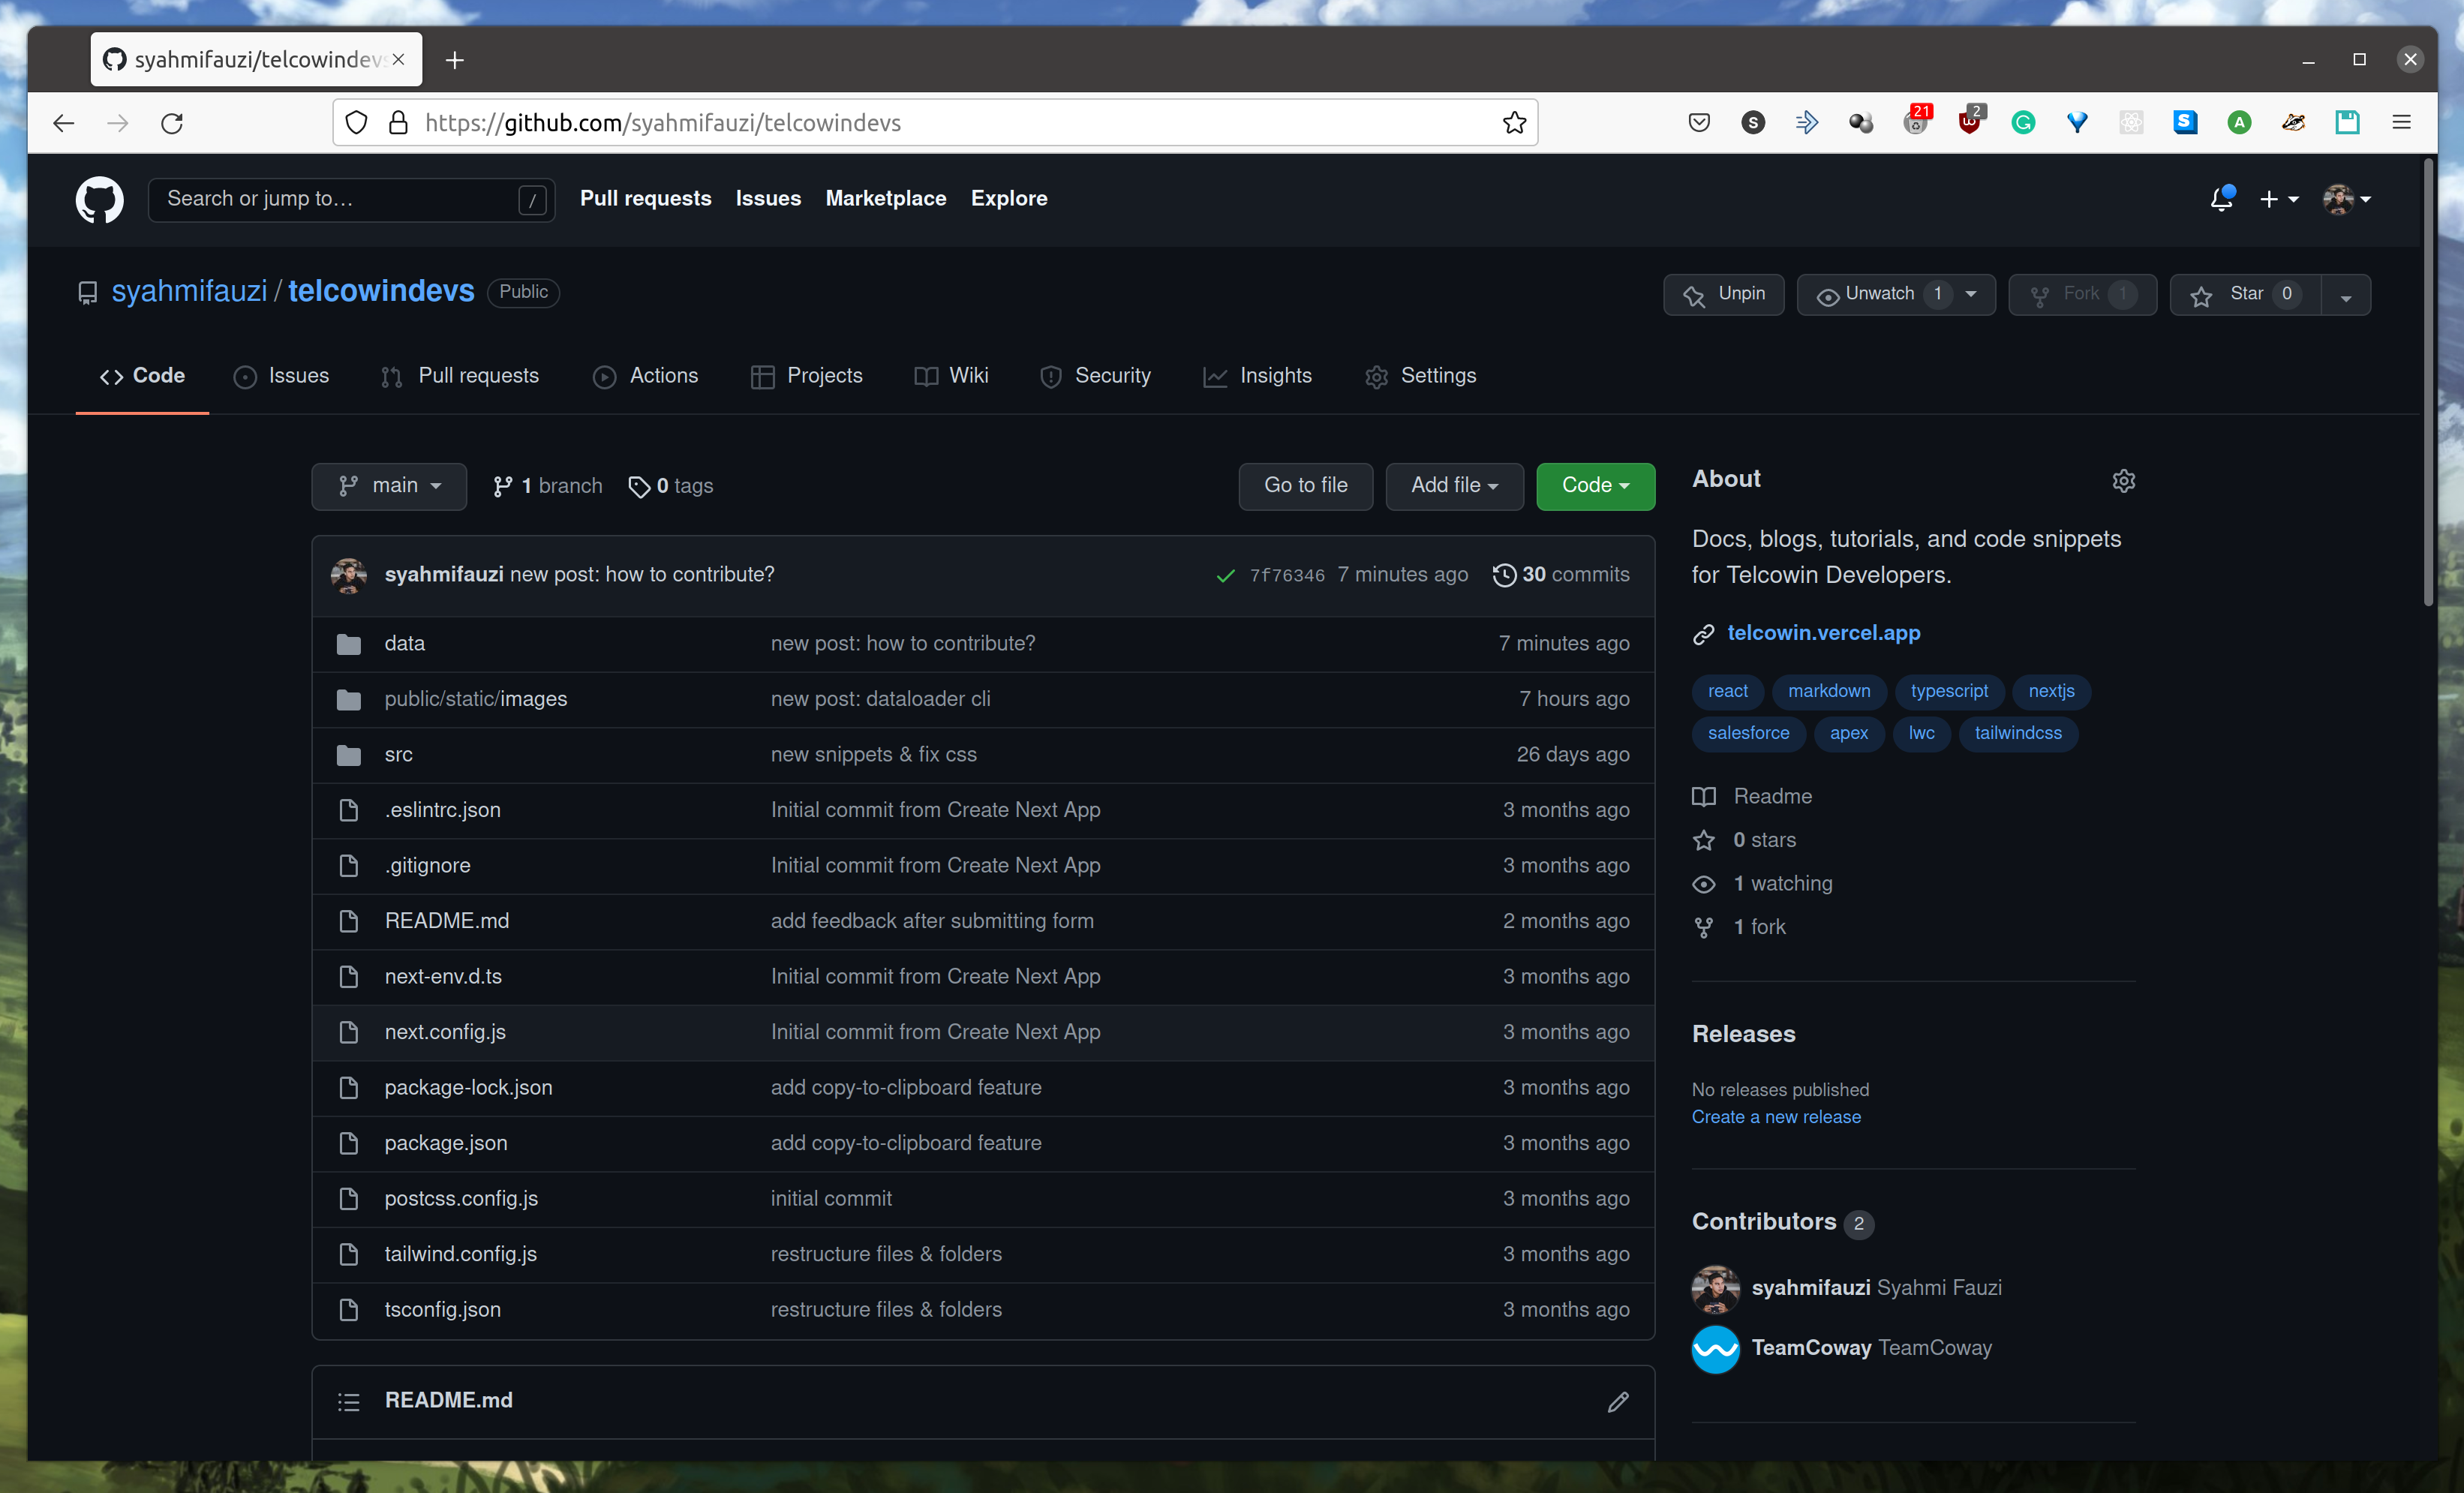 syahmifauzi/telcowindevs
https://github.com/syahmifauzi/telcowindevs
S
21
2
A
Search or jump to…
/
Pull requests
Issues
Marketplace
Explore
syahmifauzi / telcowindevs
Public
Unpin
Unwatch 1
Fork 1
Star 0
Code
Issues
Pull requests
Actions
Projects
Wiki
Security
Insights
Settings
main
1 branch
0 tags
Go to file
Add file
Code
syahmifauzi new post: how to contribute?
7f76346 7 minutes ago
30 commits
data new post: how to contribute? 7 minutes ago
public/static/images new post: dataloader cli 7 hours ago
src new snippets & fix css 26 days ago
.eslintrc.json Initial commit from Create Next App 3 months ago
.gitignore Initial commit from Create Next App 3 months ago
README.md add feedback after submitting form 2 months ago
next-env.d.ts Initial commit from Create Next App 3 months ago
next.config.js Initial commit from Create Next App 3 months ago
package-lock.json add copy-to-clipboard feature 3 months ago
package.json add copy-to-clipboard feature 3 months ago
postcss.config.js initial commit 3 months ago
tailwind.config.js restructure files & folders 3 months ago
tsconfig.json restructure files & folders 3 months ago
README.md
About
Docs, blogs, tutorials, and code snippets
for Telcowin Developers.
telcowin.vercel.app
react markdown typescript nextjs
salesforce apex lwc tailwindcss
Readme
0 stars
1 watching
1 fork
Releases
No releases published
Create a new release
Contributors 2
syahmifauzi Syahmi Fauzi
TeamCoway TeamCoway